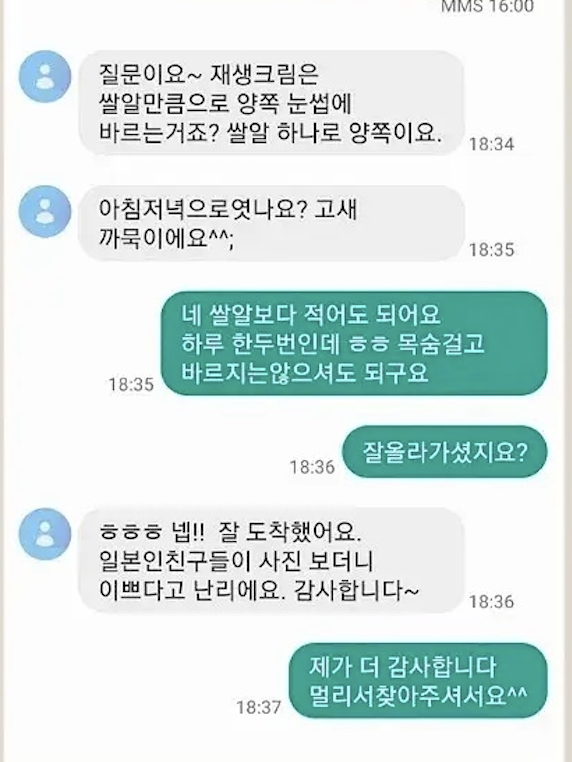 MMS 16:00
질문이요~ 재생크림은
쌀알만큼으로 양쪽 눈썹에
바르는거죠? 쌀알 하나로 양쪽이요.
18:34
아침저녁으로엿나요? 고새
까묵이에요^^;
18:35
네 쌀알보다 적어도 되어요
하루 한두번인데 ㅎㅎ 목숨걸고
바르지는않으셔도 되구요
18:35
잘올라가셨지요?
18:36
ㅎㅎㅎ 넵!! 잘 도착했어요.
일본인친구들이 사진 보더니
이쁘다고 난리에요. 감사합니다~
18:36
제가 더 감사합니다
멀리서찾아주셔서요^^
18:37